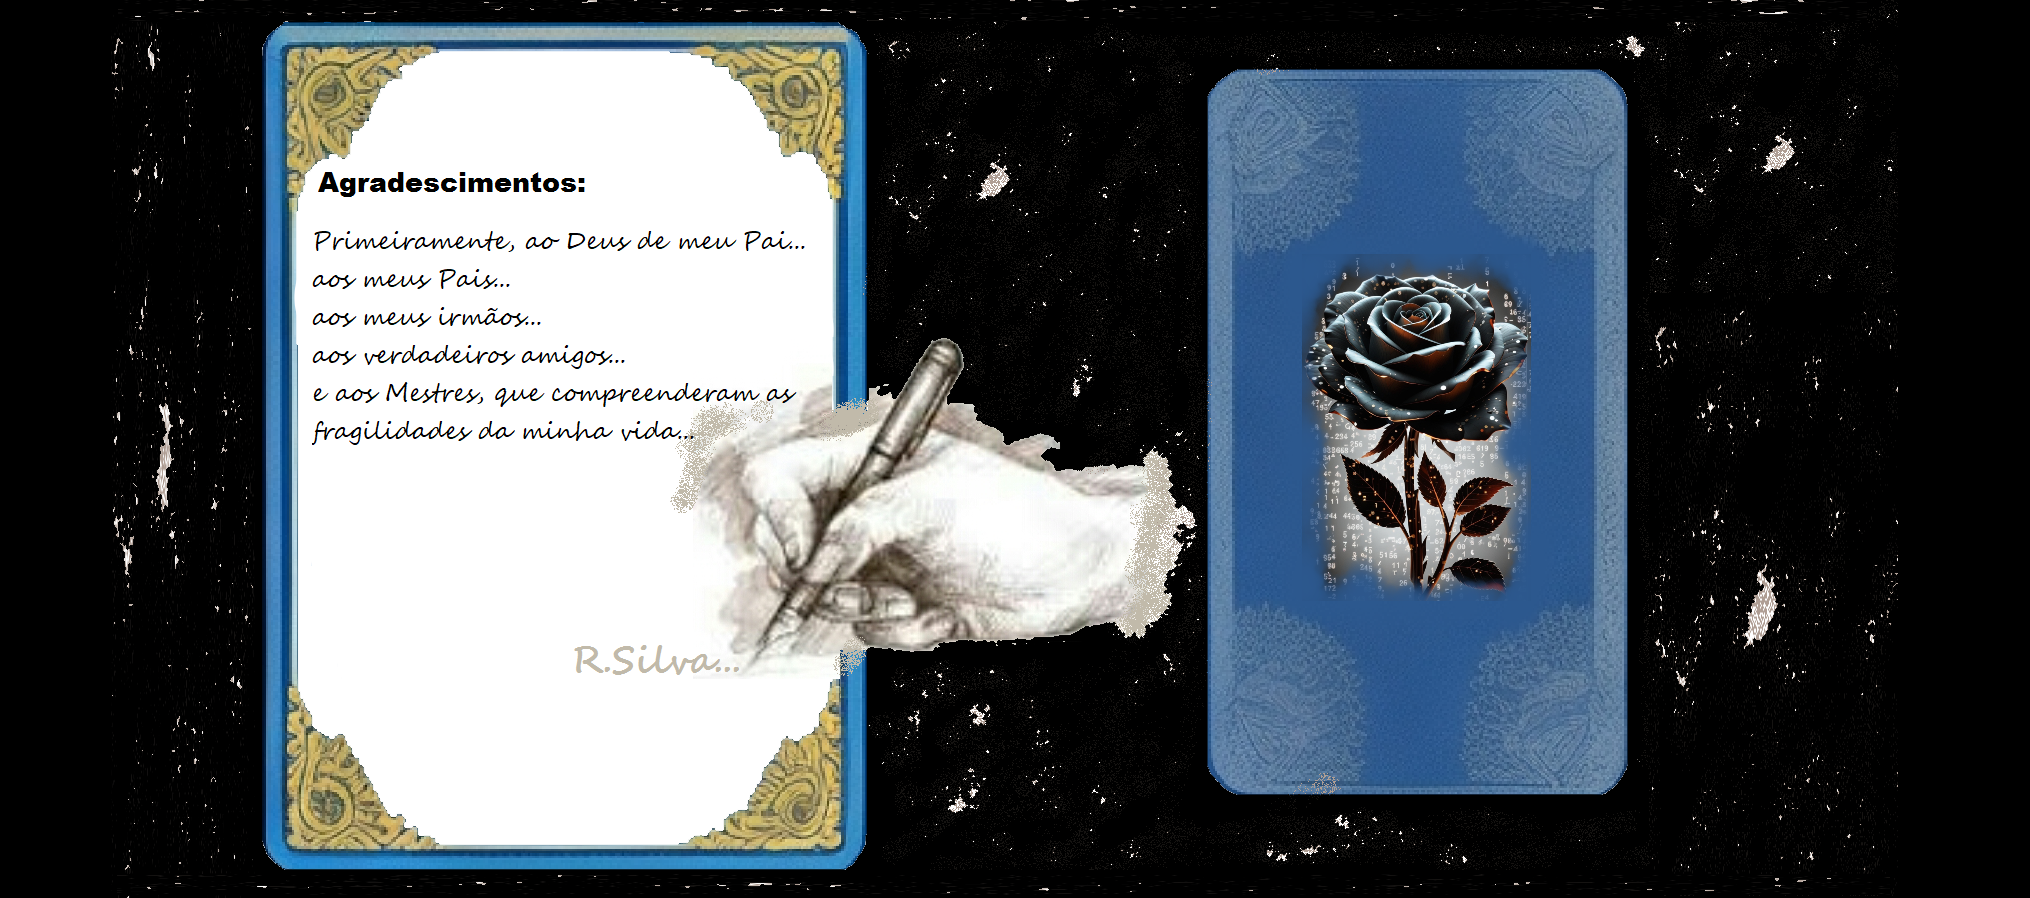 Agradescimentos:
Primeiramente, ao Deus de meu Pai...
aos meus Pais...
aos meus irmãos...
aos verdadeiros amigos...
e aos Mestres, que compreenderam as
fragilidades da minha vida...
R.Silva...